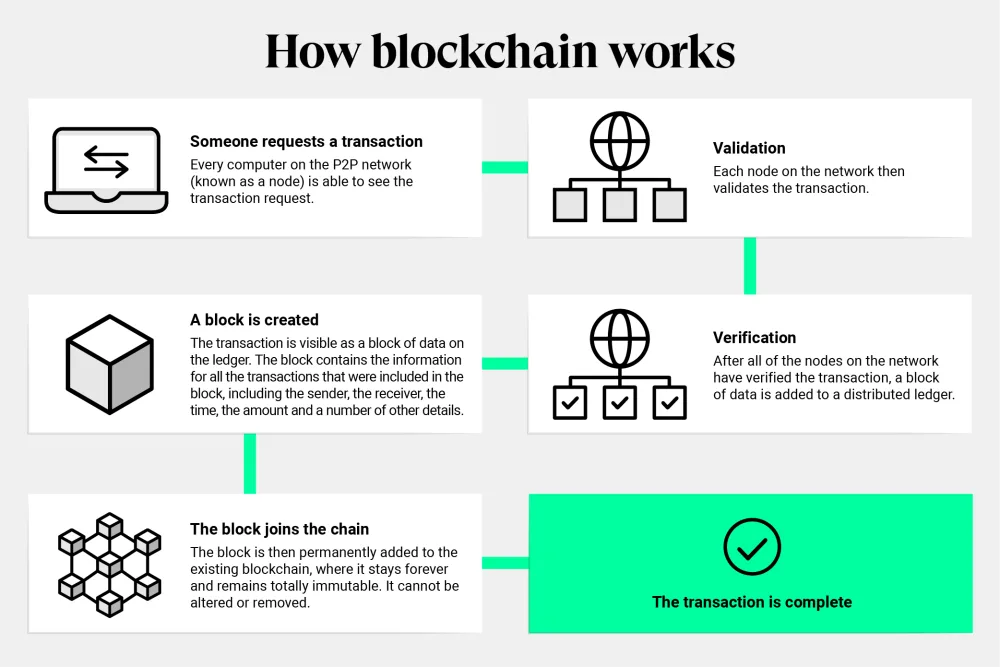 How blockchain works
Someone requests a transaction
Every computer on the P2P network
(known as a node) is able to see the
transaction request.
Validation
Each node on the network then
validates the transaction.
Verification
After all of the nodes on the network
have verified the transaction, a block
of data is added to a distributed ledger.
A block is created
The transaction is visible as a block of data on
the ledger. The block contains the information
for all the transactions that were included in the
block, including the sender, the receiver, the
time, the amount and a number of other details.
The block joins the chain
The block is then permanently added to the
existing blockchain, where it stays forever
and remains totally immutable. It cannot be
altered or removed.
The transaction is complete